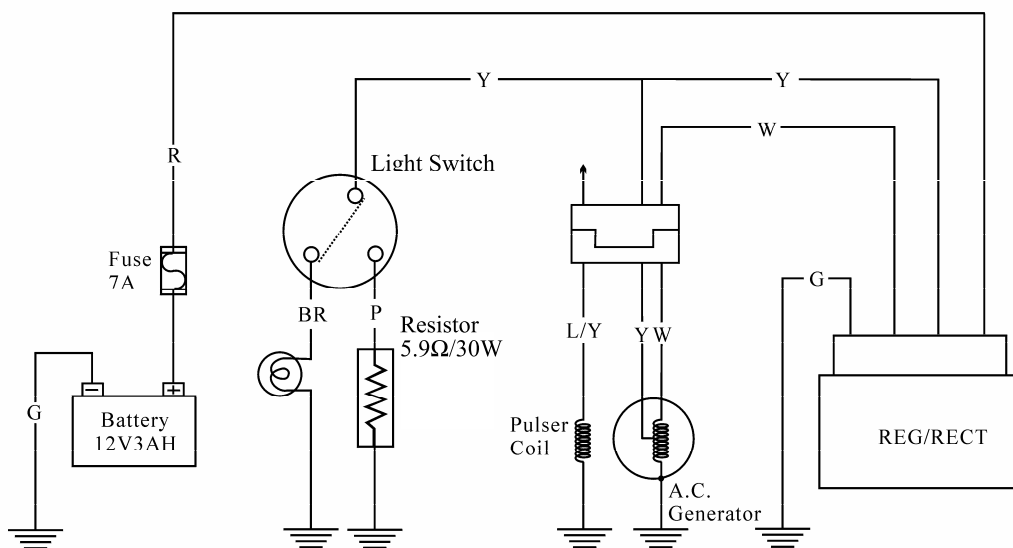 Y
Y
W
R
Light Switch
Fuse
7A
G
BR
P
L/Y
Y W
Resistor
5.9Ω/30W
G
Battery
12V3AH
Pulser
Coil
REG/RECT
A.C.
Generator